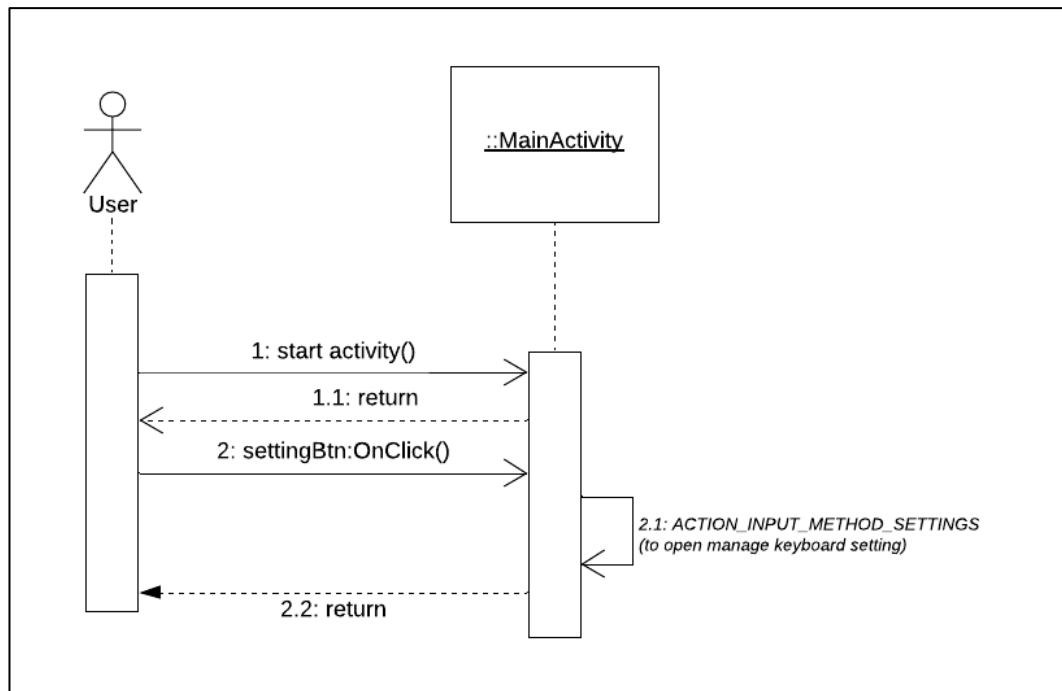 ::MainActivity
User
1: start activity()
1.1: return
2: settingBtn:OnClick()
2.1: ACTION_INPUT_METHOD_SETTINGS
(to open manage keyboard setting)
2.2: return